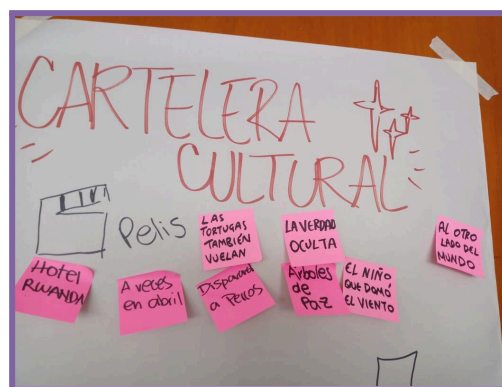 CARTELERA
CULTURAL
Pelis
LAS
TORTUGAS
TAMBIÉN
VUELAN
LA VERDAD
OCULTA
AL OTRO
LADO DEL
MUNDO
Hotel
RWANDA
A veces
en abril
Disparando
a Perros
Árboles
de
Paz
EL NIÑO
QUE DOMÓ
EL VIENTO